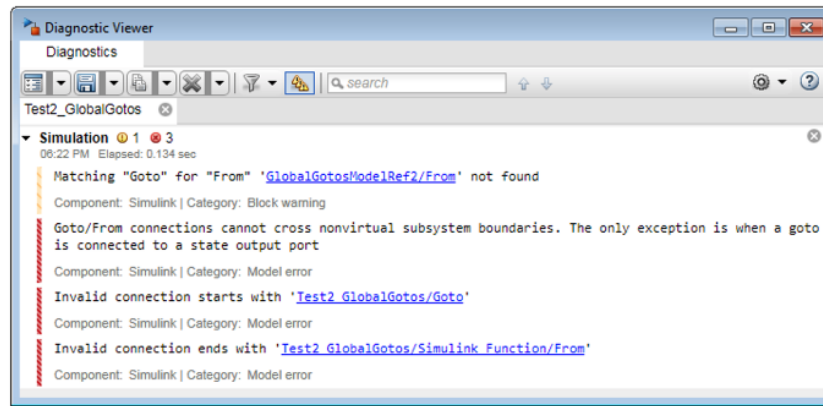 Diagnostic Viewer
Diagnostics
search
Test2_GlobalGotos
Simulation 1 3
06:22 PM Elapsed: 0.134 sec
Matching "Goto" for "From" 'GlobalGotosModelRef2/From' not found
Component: Simulink | Category: Block warning
Goto/From connections cannot cross nonvirtual subsystem boundaries. The only exception is when a goto
is connected to a state output port
Component: Simulink | Category: Model error
Invalid connection starts with 'Test2_GlobalGotos/Goto'
Component: Simulink | Category: Model error
Invalid connection ends with 'Test2_GlobalGotos/Simulink Function/From'
Component: Simulink | Category: Model error